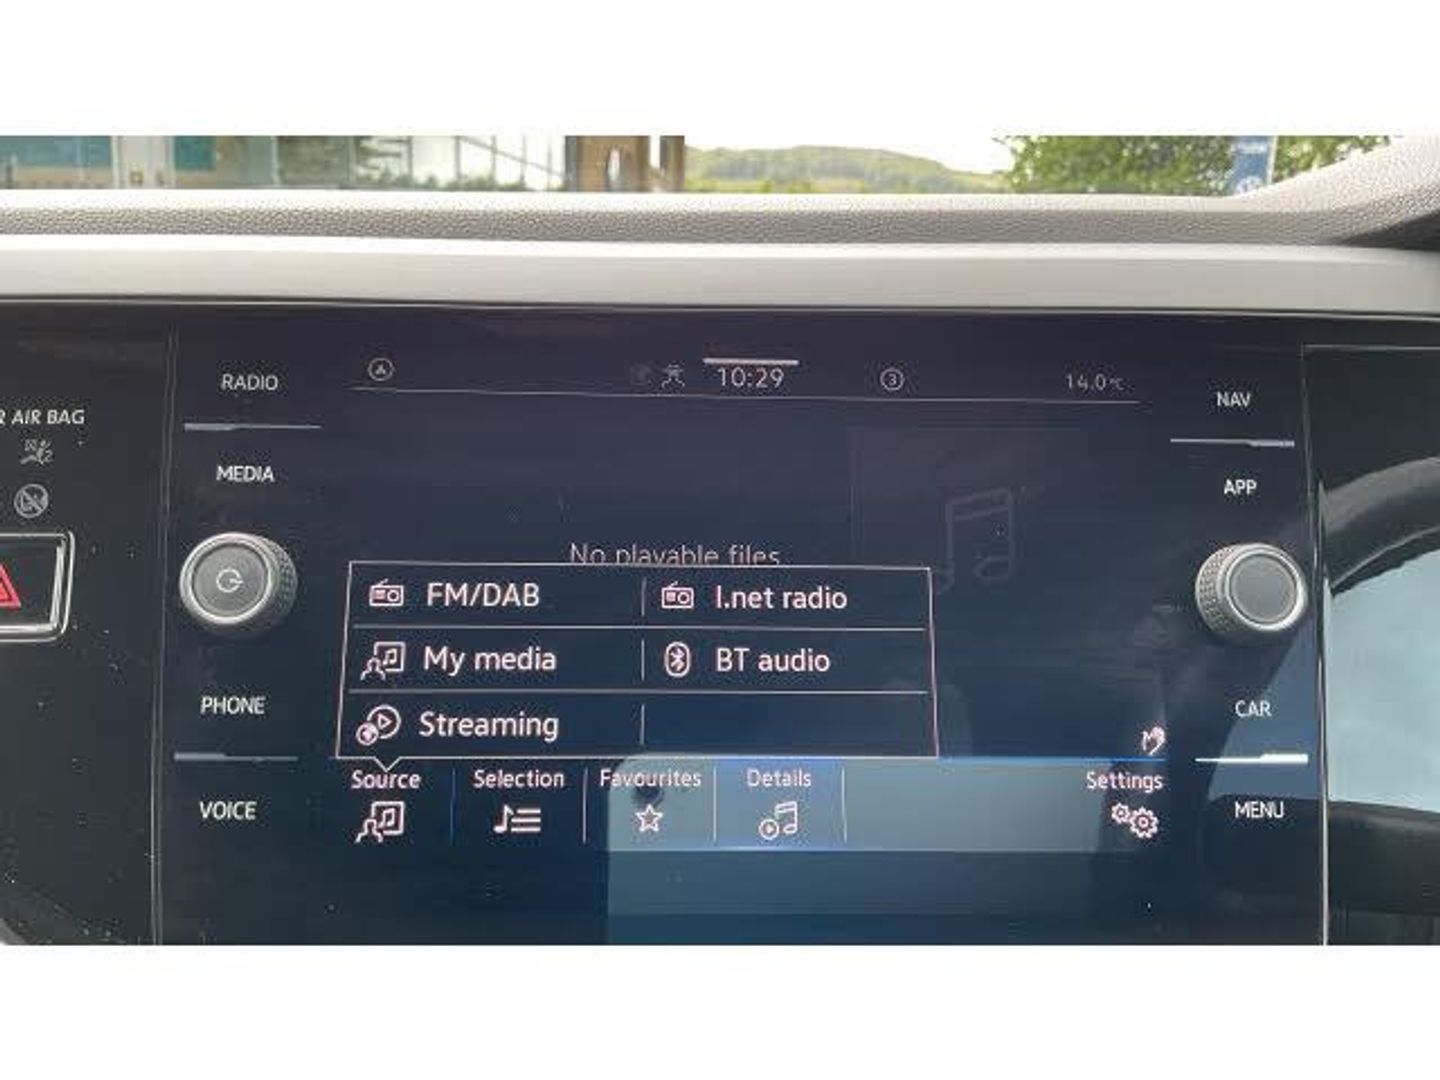 RADIO
10:29
3
14.0°C
NAV
AIR BAG
MEDIA
APP
No playable files.
FM/DAB
I.net radio
My media
BT audio
PHONE
Streaming
CAR
Source
Selection
Favourites
Details
Settings
VOICE
MENU